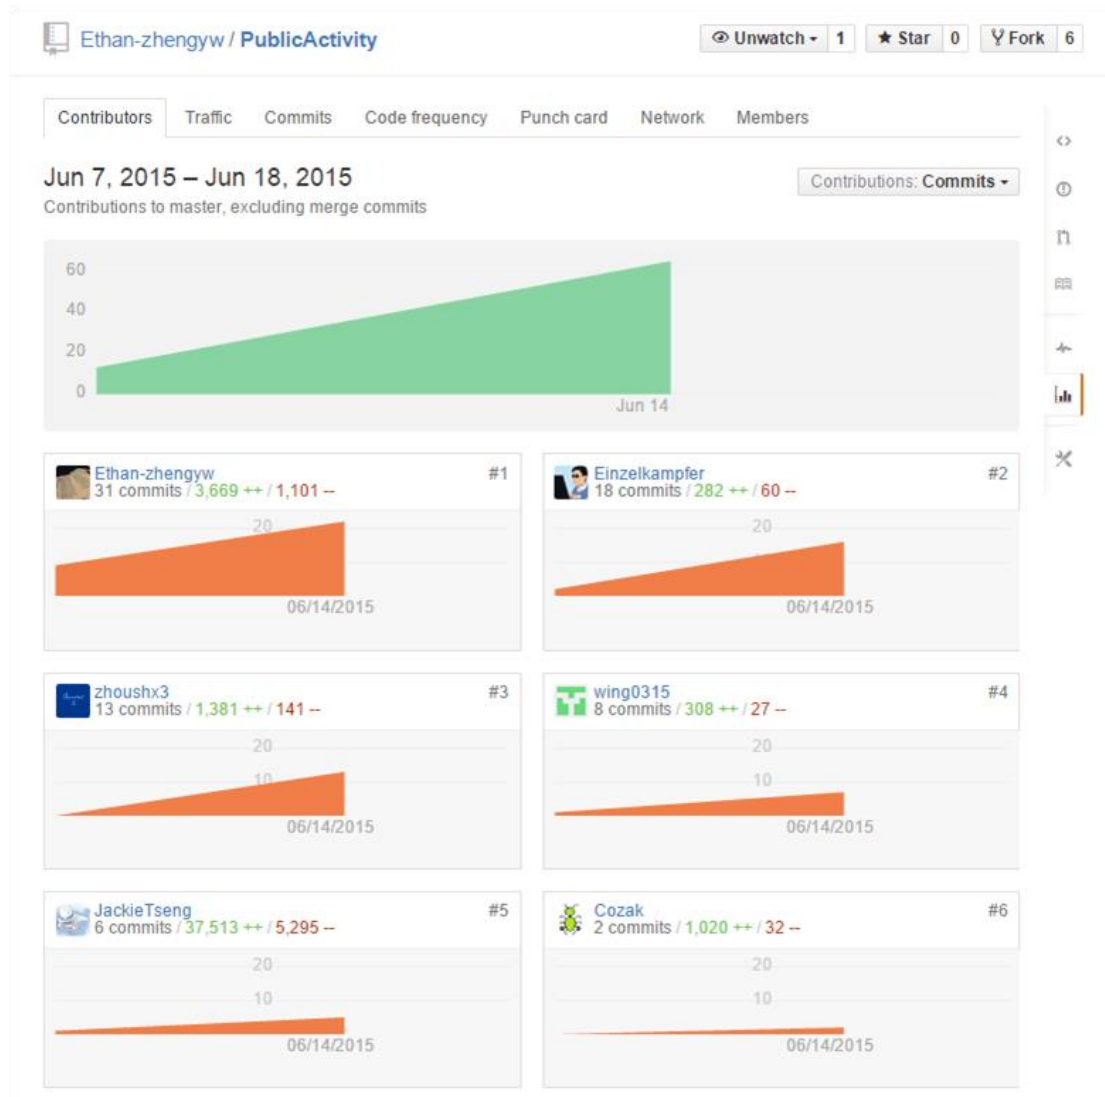 Ethan-zhengyw / PublicActivity
Unwatch 1 Star 0 Fork 6
Contributors Traffic Commits Code frequency Punch card Network Members
Jun 7, 2015 – Jun 18, 2015
Contributions: Commits
Contributions to master, excluding merge commits
60
40
20
0
Jun 14
Ethan-zhengyw #1
31 commits / 3,669 ++ / 1,101 --
20
06/14/2015
Einzelkampfer #2
18 commits / 282 ++ / 60 --
20
06/14/2015
zhoushx3 #3
13 commits / 1,381 ++ / 141 --
20
10
06/14/2015
wing0315 #4
8 commits / 308 ++ / 27 --
20
10
06/14/2015
JackieTseng #5
6 commits / 37,513 ++ / 5,295 --
20
10
06/14/2015
Cozak #6
2 commits / 1,020 ++ / 32 --
20
10
06/14/2015